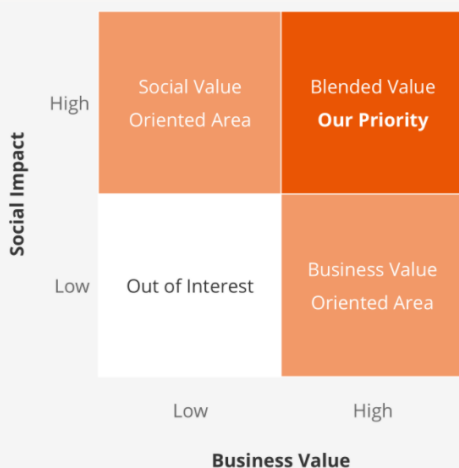 Social Impact
High
Social Value
Oriented Area
Blended Value
Our Priority
Low
Out of Interest
Business Value
Oriented Area
Low
High
Business Value